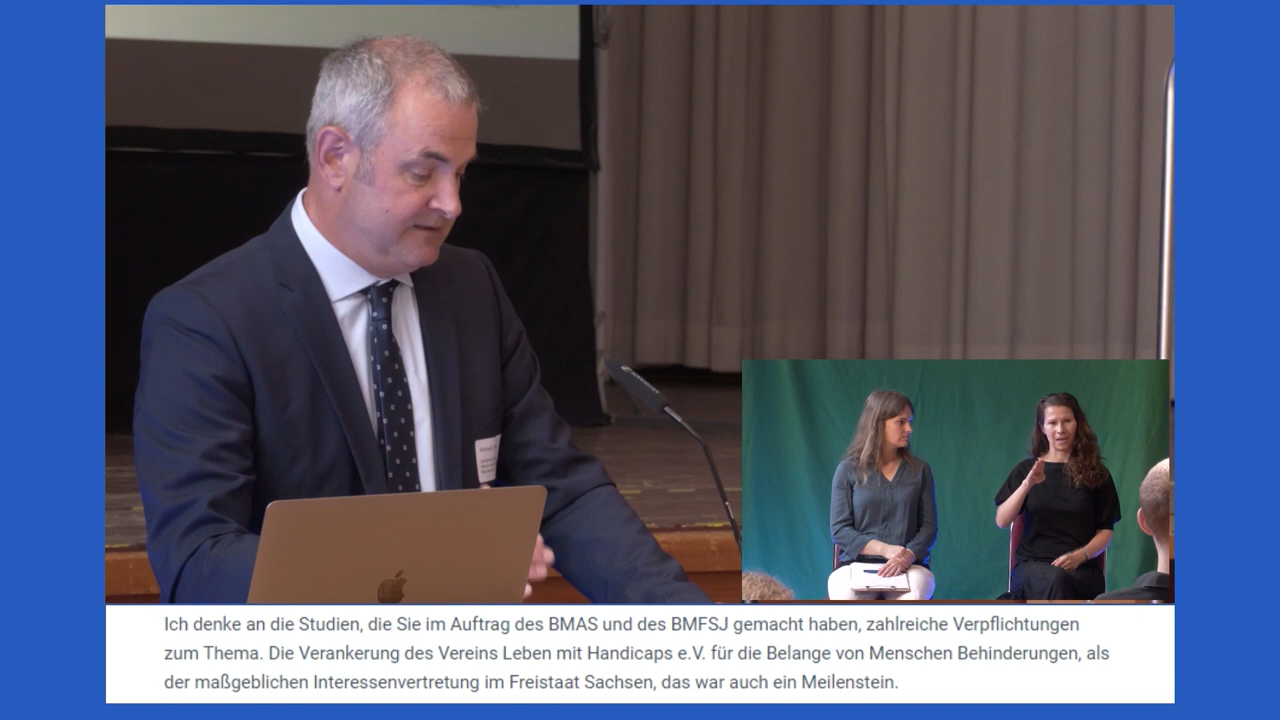 Ich denke an die Studien, die Sie im Auftrag des BMAS und des BMFSJ gemacht haben, zahlreiche Verpflichtungen
zum Thema. Die Verankerung des Vereins Leben mit Handicaps e.V. für die Belange von Menschen Behinderungen, als
der maßgeblichen Interessenvertretung im Freistaat Sachsen, das war auch ein Meilenstein.